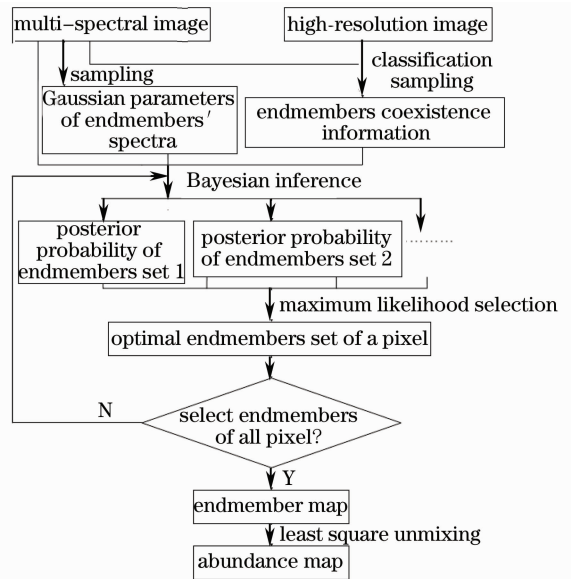 multi-spectral image
high-resolution image
sampling
classification
sampling
Gaussian parameters
of endmembers′
spectra
endmembers coexistence
information
Bayesian inference
posterior
probability of
endmembers set 1
posterior probability
of endmembers set 2
..........
maximum likelihood selection
optimal endmembers set of a pixel
N
select endmembers
of all pixel?
Y
endmember map
least square unmixing
abundance map